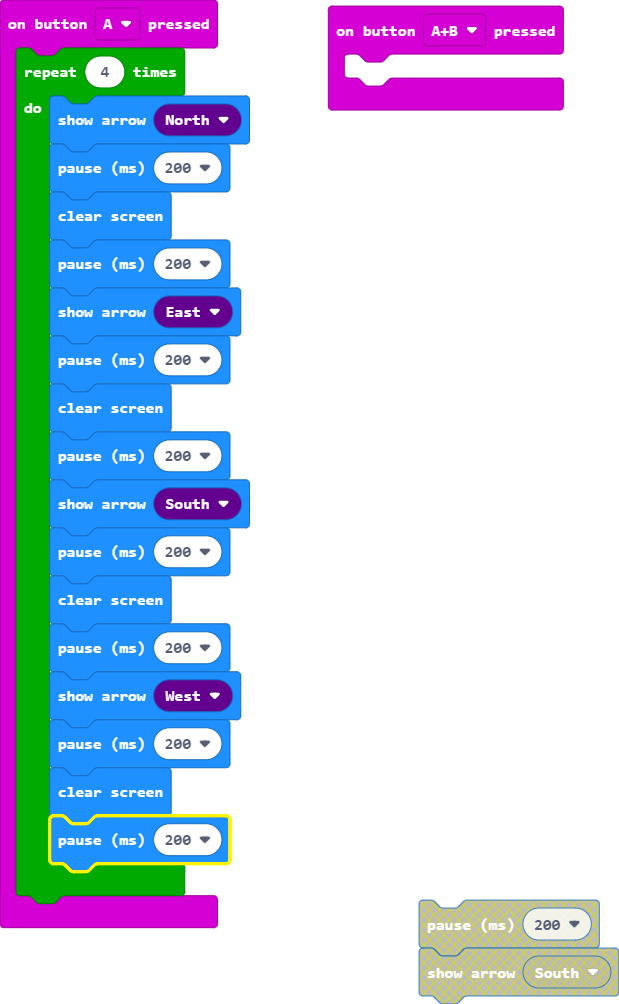 on button A pressed
repeat 4 times
do
show arrow North
pause (ms) 200
clear screen
pause (ms) 200
show arrow East
pause (ms) 200
clear screen
pause (ms) 200
show arrow South
pause (ms) 200
clear screen
pause (ms) 200
show arrow West
pause (ms) 200
clear screen
pause (ms) 200
on button A+B pressed
pause (ms) 200
show arrow South